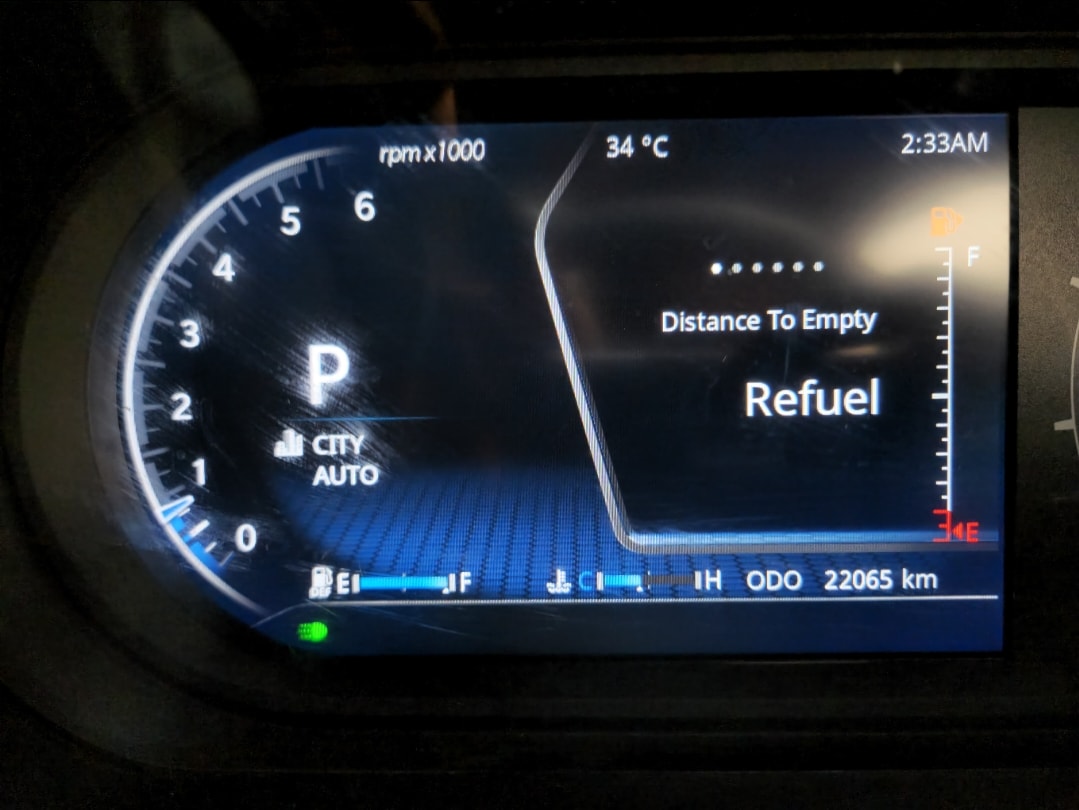 rpm x1000
34 °C
2:33AM
6
5
4
3
2
1
0
P
CITY
AUTO
Distance To Empty
Refuel
F
E
DEF
E F
C H
ODO 22065 km